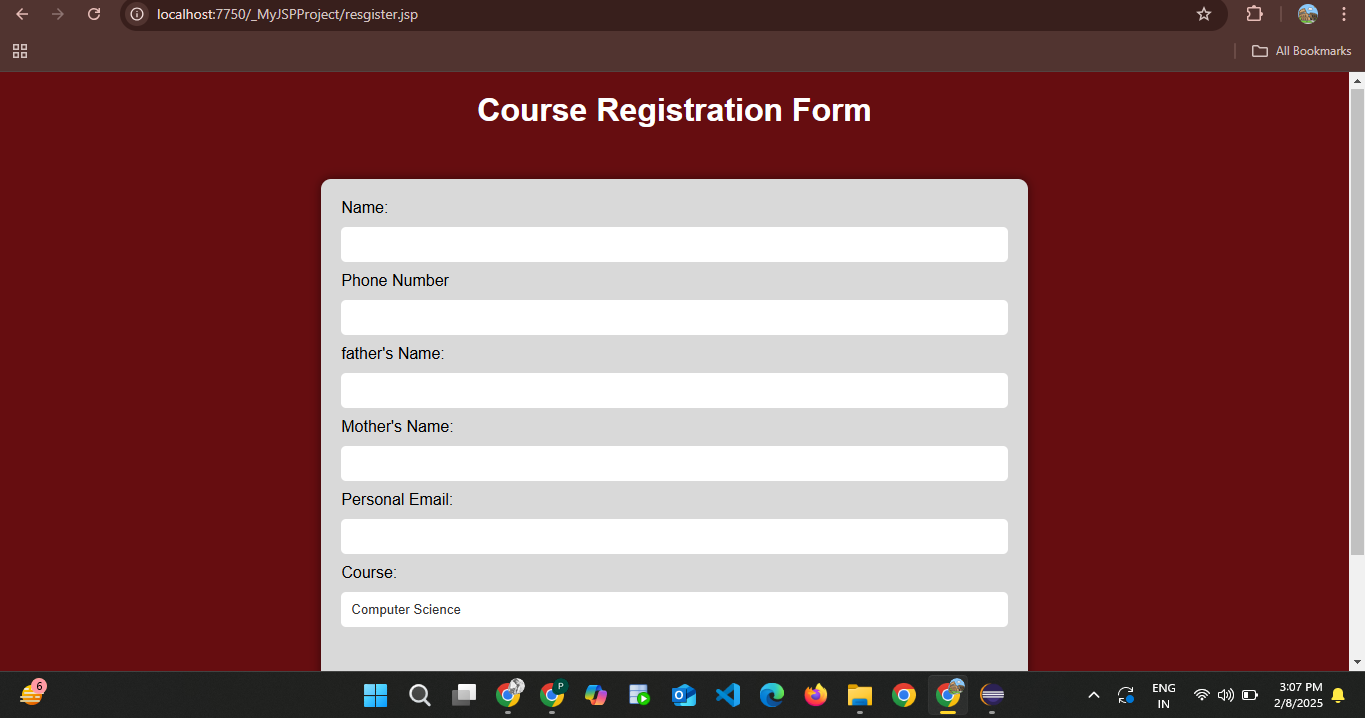 localhost:7750/_MyJSPProject/resgister.jsp
All Bookmarks
Course Registration Form
Name:
Phone Number
father's Name:
Mother's Name:
Personal Email:
Course:
Computer Science
6
P
ENG
IN
3:07 PM
2/8/2025